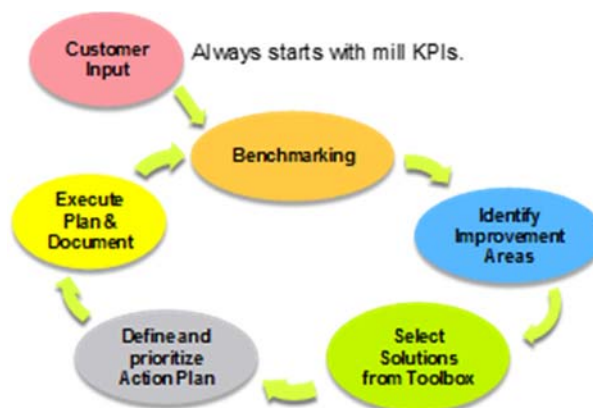 Customer
Input
Always starts with mill KPIs.
Benchmarking
Identify
Improvement
Areas
Select
Solutions
from Toolbox
Define and
prioritize
Action Plan
Execute
Plan &
Document